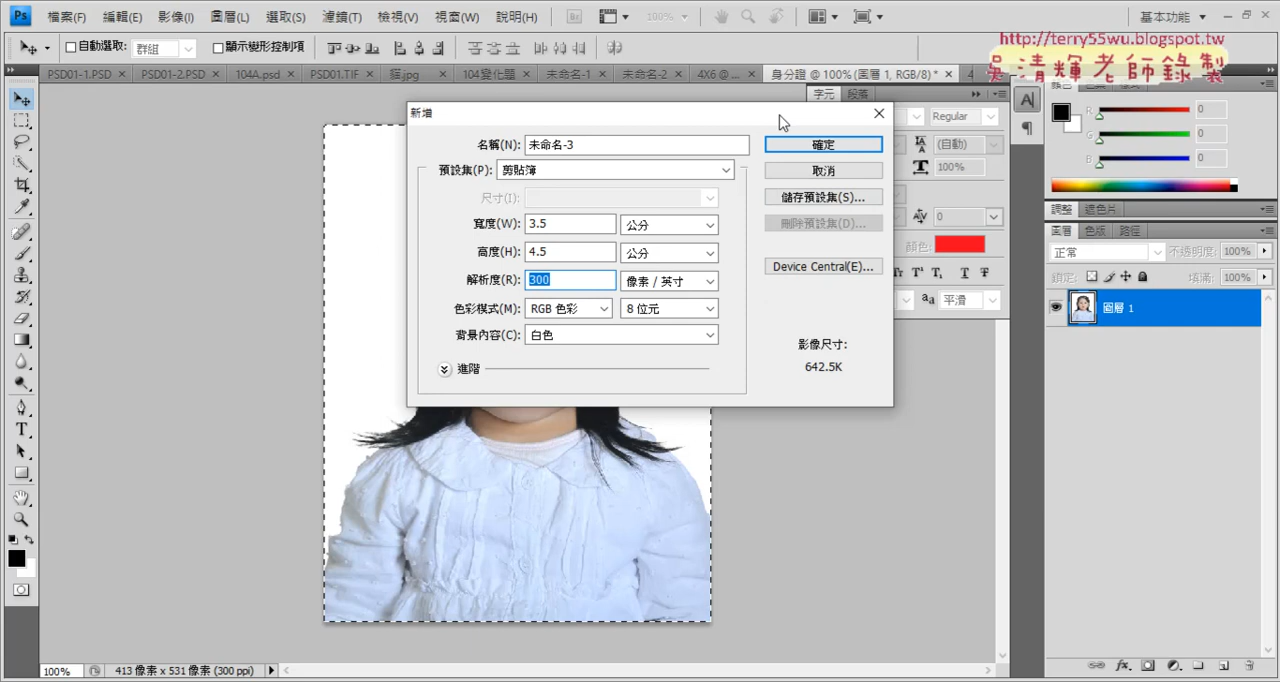 Ps 檔案(F) 編輯(E) 影像(I) 圖層(L) 選取(S) 濾鏡(T) 檢視(V) 視窗(W) 說明(H) Br 100% 基本功能
自動選取: 群組 顯示變形控制項
http://terry55wu.blogspot.tw
吳清輝老師錄製
PSD01-1.PSD PSD01-2.PSD 104A.psd PSD01.TIF 貓.jpg 104變化題 未命名-1 未命名-2 4X6 @ ... 身分證 @ 100% (圖層 1, RGB/8) *
字元 段落
新增
名稱(N): 未命名-3 確定
預設集(P): 剪貼簿 取消
尺寸(I): 儲存預設集(S)...
寬度(W): 3.5 公分 刪除預設集(D)...
高度(H): 4.5 公分
解析度(R): 300 像素 / 英寸 Device Central(E)...
色彩模式(M): RGB 色彩 8 位元
背景內容(C): 白色
進階
影像尺寸:
642.5K
Regular
(自動)
100%
0
顏色:
平滑
R 0
G 0
B 0
調整 遮色片
圖層 色版 路徑
正常 不透明度: 100%
鎖定: 填滿: 100%
圖層 1
100% 413 像素 x 531 像素 (300 ppi)